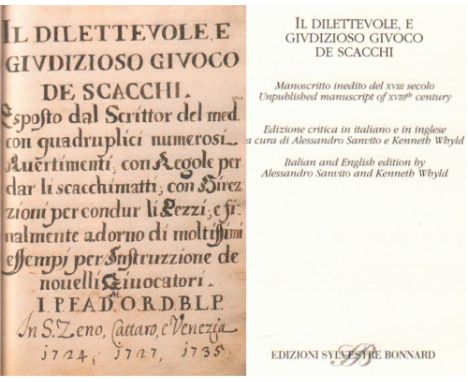 IL DILETTEVOLE, E
GIVDIZIOSO GIVOCO
DE SCACCHI.
Esposto dal Scrittor del med.
con quadruplici numerosi
Auertimenti; con Regole per
dar li scacchimatti; con Direz
zioni per condur li Pezzi; e fi-
nalmente adorno di moltissimi
essempi per Instruzzione de
nouelli Giuocatori.
I.P.F.A.D.O.R.D.B.L.P.
In S. Zeno, Cattaro, e Venezia
1724, 1727, 1735
IL DILETTEVOLE, E
GIVDIZIOSO GIVOCO
DE SCACCHI
Manoscritto inedito del XVIII secolo
Unpublished manuscript of XVIIIth century
Edizione critica in italiano e in inglese
a cura di Alessandro Sanvito e Kenneth Whyld
Italian and English edition by
Alessandro Sanvito and Kenneth Whyld
EDIZIONI SYLVESTRE BONNARD